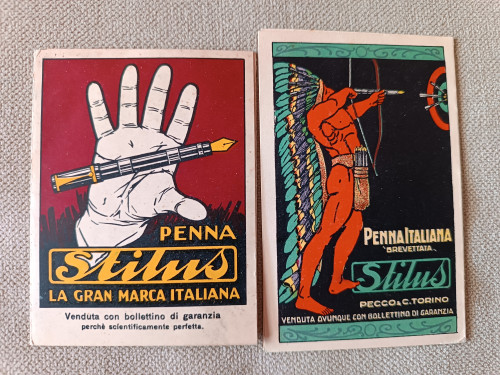 PENNA
Stilus
LA GRAN MARCA ITALIANA
Venduta con bollettino di garanzia
perchè scientificamente perfetta.
PENNA ITALIANA
BREVETTATA
Stilus
PECCO & C. TORINO
VENDUTA OVUNQUE CON BOLLETTINO DI GARANZIA